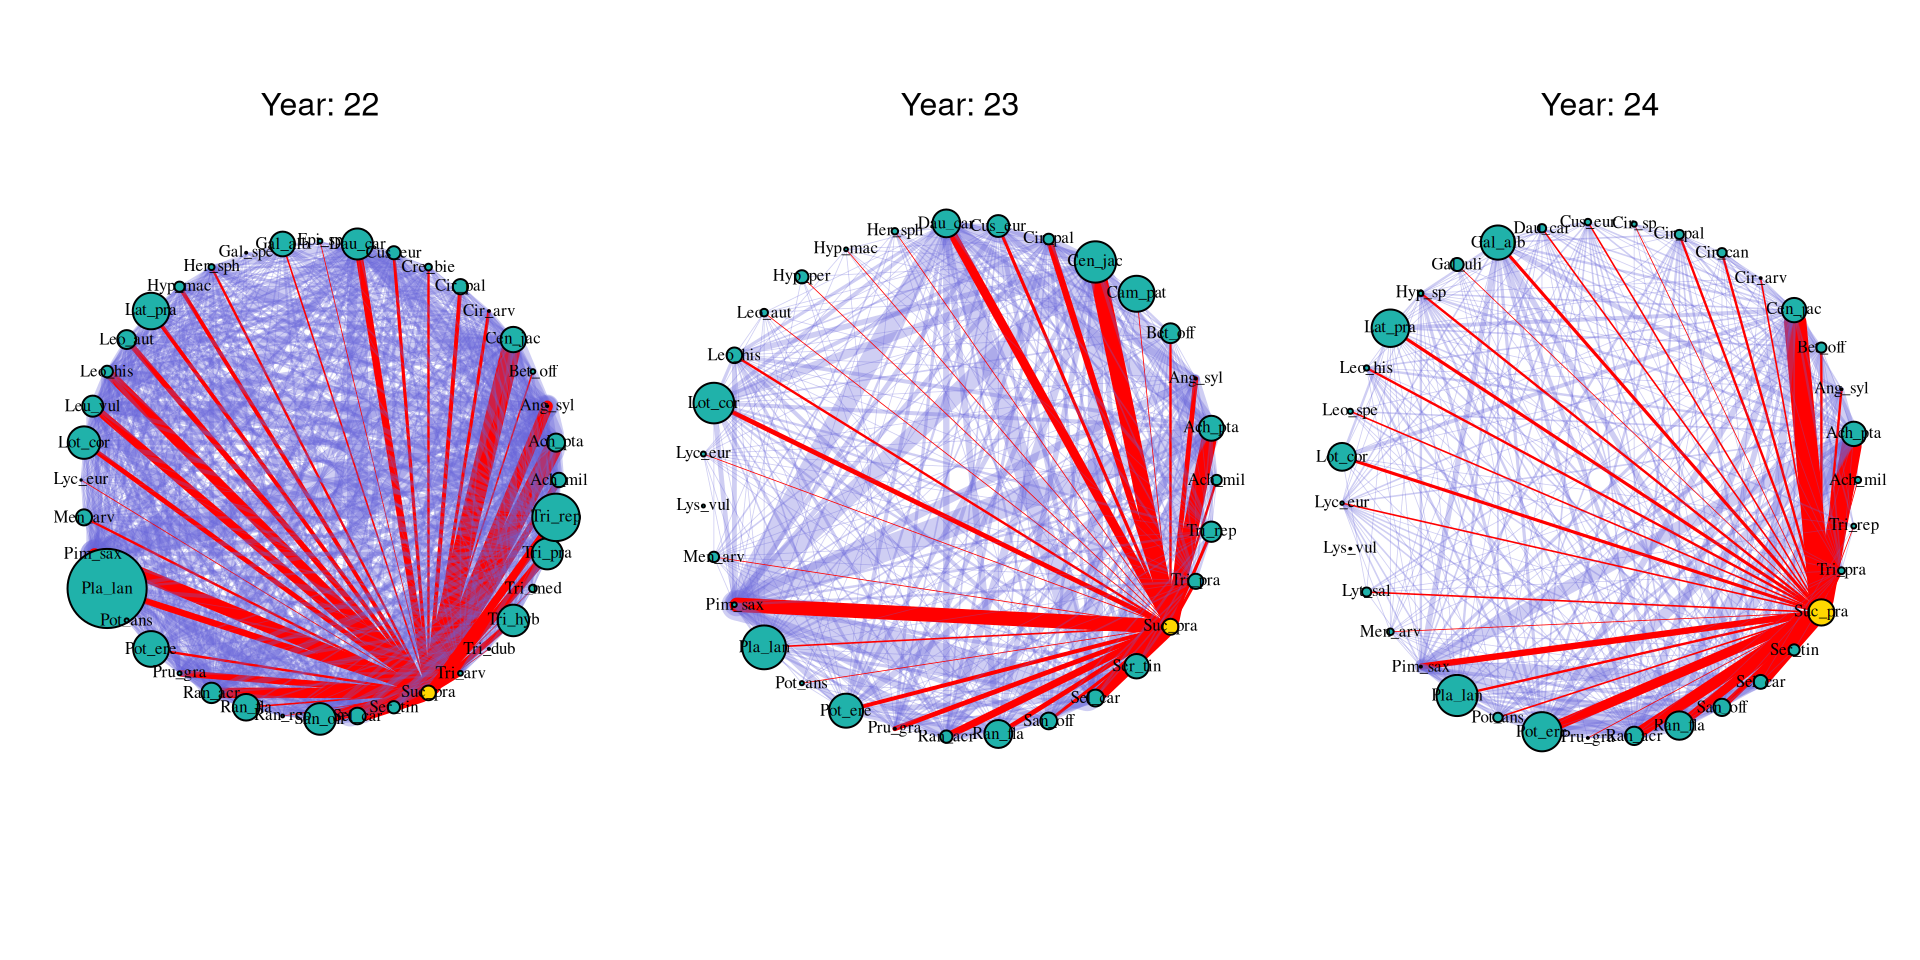 Year: 22
Year: 23
Year: 24
Gal_alb
Epi_sp
Dau_car
Gal_spe
Cus_eur
Her_sph
Cre_bie
Hyp_mac
Cir_pal
Lat_pra
Cir_arv
Leo_aut
Cen_jac
Leo_his
Bet_off
Leu_vul
Ang_syl
Lot_cor
Ach_pta
Lyc_eur
Ach_mil
Men_arv
Tri_rep
Pim_sax
Tri_pra
Pla_lan
Tri_med
Pot_ans
Tri_hyb
Pot_ere
Tri_dub
Pru_gra
Tri_arv
Ran_acr
Suc_pra
Ran_fla
Ran_rep
San_off
Ser_tin
Dau_car
Cus_eur
Her_sph
Cir_pal
Hyp_mac
Cen_jac
Hyp_per
Cam_pat
Leo_aut
Bet_off
Leo_his
Ang_syl
Lot_cor
Ach_pta
Lyc_eur
Ach_mil
Lys_vul
Tri_rep
Men_arv
Tri_pra
Pim_sax
Suc_pra
Pla_lan
Ser_tin
Pot_ans
Sel_car
Pot_ere
San_off
Pru_gra
Ran_acr
Ran_fla
Dau_car
Cus_eur
Cir_sp
Gal_alb
Cir_pal
Gal_uli
Cir_can
Hyp_sp
Cir_arv
Lat_pra
Cen_jac
Leo_his
Bet_off
Leo_spe
Ang_syl
Lot_cor
Ach_pta
Lyc_eur
Ach_mil
Lys_vul
Tri_rep
Lyt_sal
Tri_pra
Men_arv
Suc_pra
Pim_sax
Ser_tin
Pla_lan
Sel_car
Pot_ans
San_off
Pot_ere
Pru_gra
Ran_acr
Ran_fla